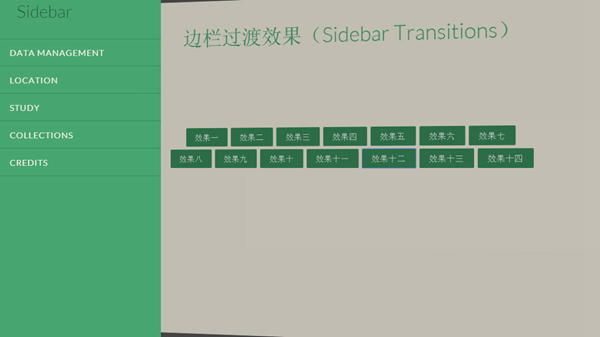 Sidebar
DATA MANAGEMENT
LOCATION
STUDY
COLLECTIONS
CREDITS
边栏过渡效果（Sidebar Transitions）
效果一 效果二 效果三 效果四 效果五 效果六 效果七
效果八 效果九 效果十 效果十一 效果十二 效果十三 效果十四